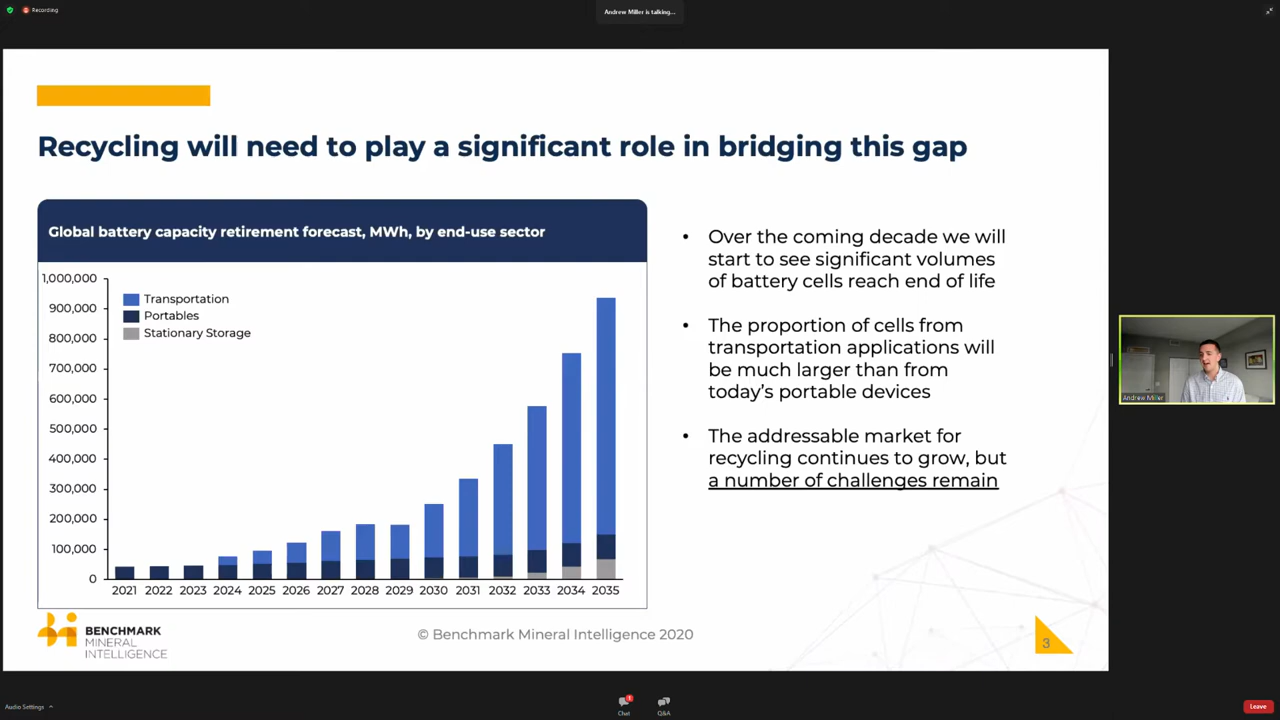 Recording
Andrew Miller is talking...
Recycling will need to play a significant role in bridging this gap
Global battery capacity retirement forecast, MWh, by end-use sector
1,000,000
900,000
800,000
700,000
600,000
500,000
400,000
300,000
200,000
100,000
0
Transportation
Portables
Stationary Storage
2021 2022 2023 2024 2025 2026 2027 2028 2029 2030 2031 2032 2033 2034 2035
• Over the coming decade we will
start to see significant volumes
of battery cells reach end of life
• The proportion of cells from
transportation applications will
be much larger than from
today’s portable devices
• The addressable market for
recycling continues to grow, but
a number of challenges remain
Andrew Miller
BENCHMARK
MINERAL
INTELLIGENCE
© Benchmark Mineral Intelligence 2020
3
Audio Settings
1
Chat
Q&A
Leave